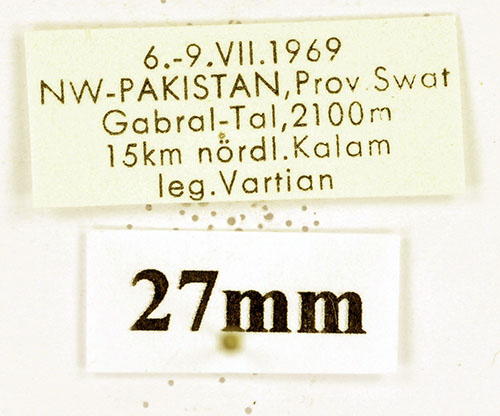 6.-9.VII.1969
NW-PAKISTAN,Prov.Swat
Gabral-Tal,2100m
15km nördl.Kalam
leg.Vartian
27mm